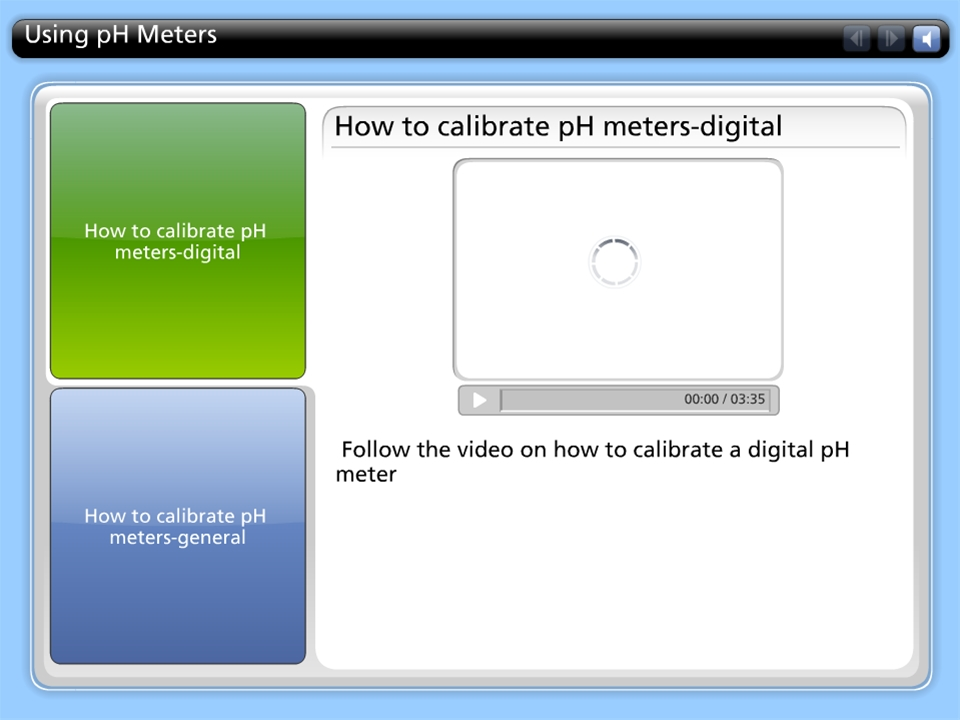 Using pH Meters
How to calibrate pH
meters-digital
How to calibrate pH
meters-general
How to calibrate pH meters-digital
00:00 / 03:35
Follow the video on how to calibrate a digital pH
meter